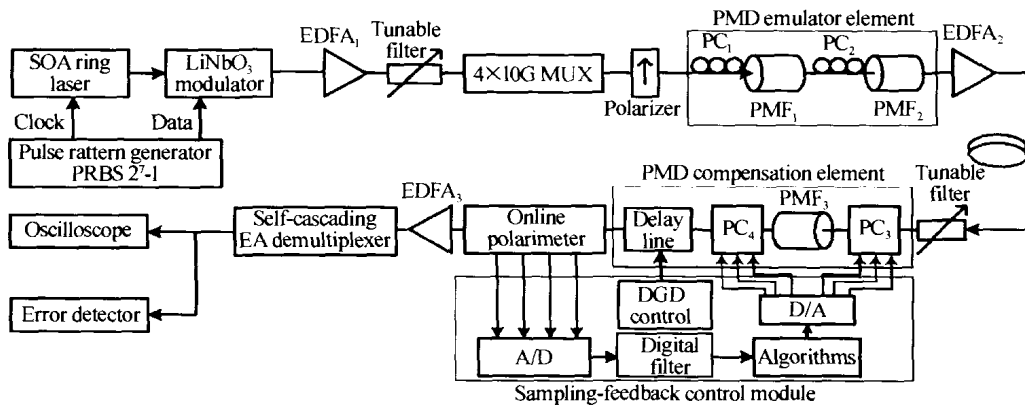 SOA ring
laser
LiNbO₃
modulator
EDFA₁
Tunable
filter
4×10G MUX
Polarizer
PMD emulator element
PC₁
PC₂
PMF₁
PMF₂
EDFA₂
Clock
Data
Pulse rattern generator
PRBS 2⁷-1
Tunable
filter
PMD compensation element
PMF₃
PC₃
PC₄
Delay
line
Online
polarimeter
EDFA₃
Self-cascading
EA demultiplexer
Oscilloscope
Error detector
DGD
control
D/A
A/D
Digital
filter
Algorithms
Sampling-feedback control module